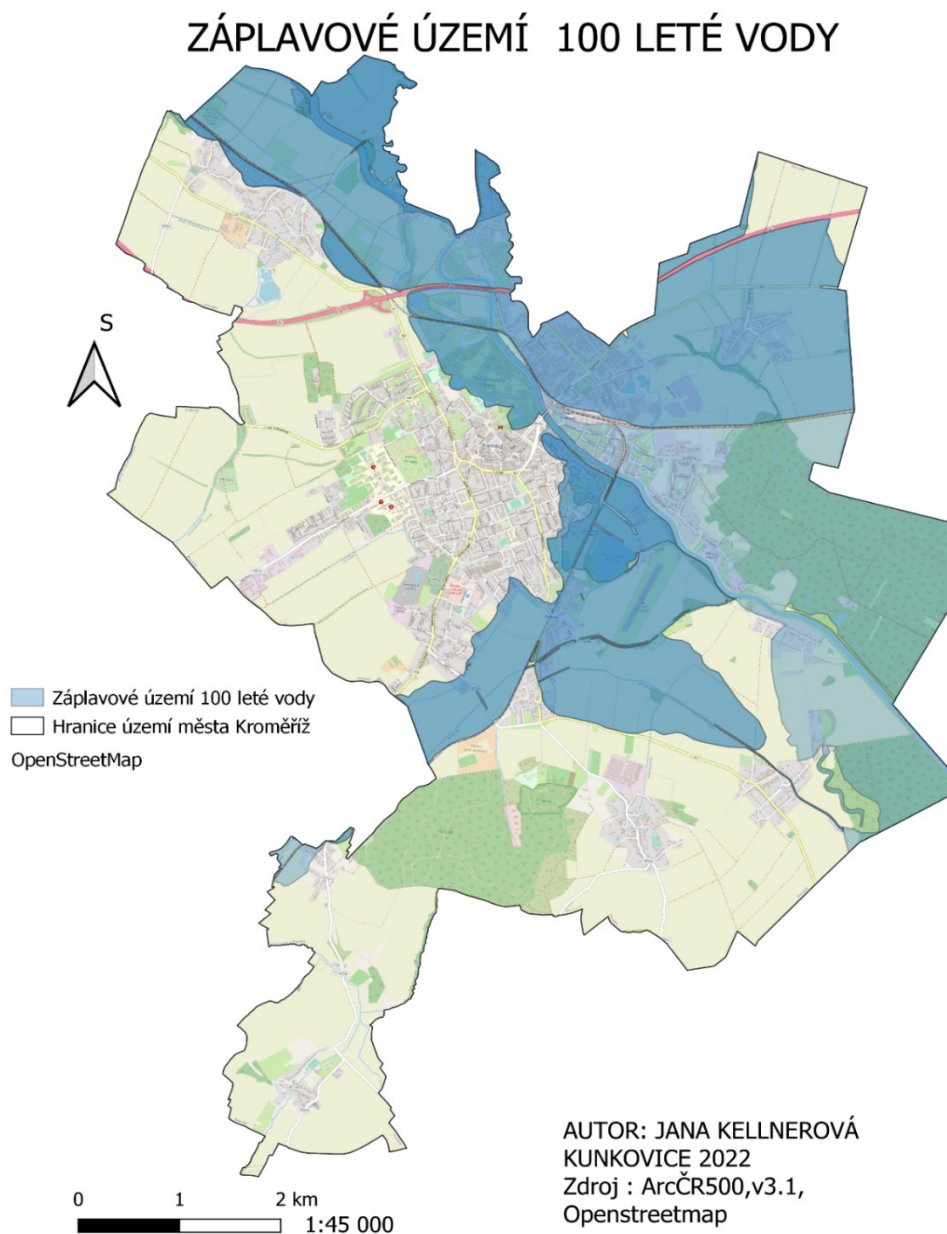 ZÁPLAVOVÉ ÚZEMÍ  100 LETÉ VODY
S
Záplavové území 100 leté vody
Hranice území města Kroměříž
OpenStreetMap
0 1 2 km
1:45 000
AUTOR: JANA KELLNEROVÁ
KUNKOVICE 2022
Zdroj : ArcČR500,v3.1,
Openstreetmap